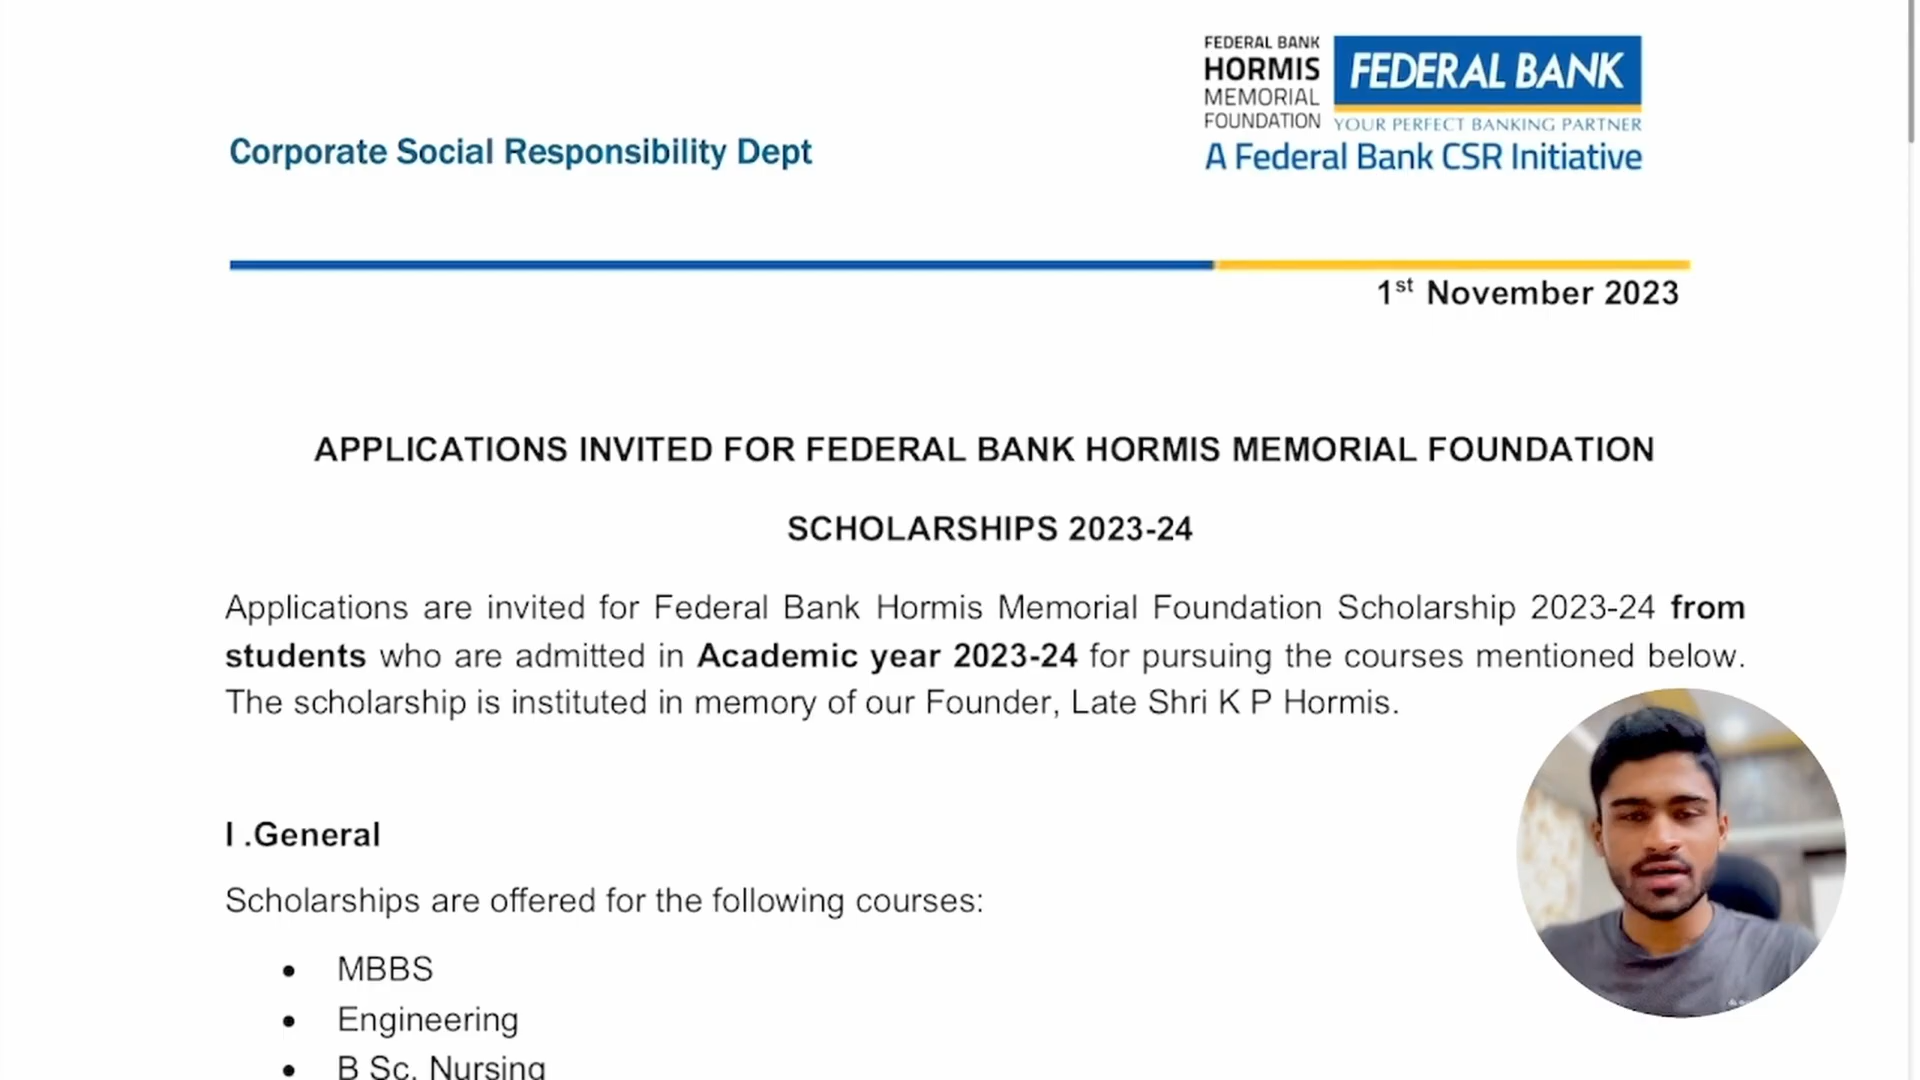 FEDERAL BANK
HORMIS
MEMORIAL
FOUNDATION
FEDERAL BANK
YOUR PERFECT BANKING PARTNER
Corporate Social Responsibility Dept
A Federal Bank CSR Initiative
1st November 2023
APPLICATIONS INVITED FOR FEDERAL BANK HORMIS MEMORIAL FOUNDATION
SCHOLARSHIPS 2023-24
Applications are invited for Federal Bank Hormis Memorial Foundation Scholarship 2023-24 from
students who are admitted in Academic year 2023-24 for pursuing the courses mentioned below.
The scholarship is instituted in memory of our Founder, Late Shri K P Hormis.
I .General
Scholarships are offered for the following courses:
• MBBS
• Engineering
• B Sc. Nursing